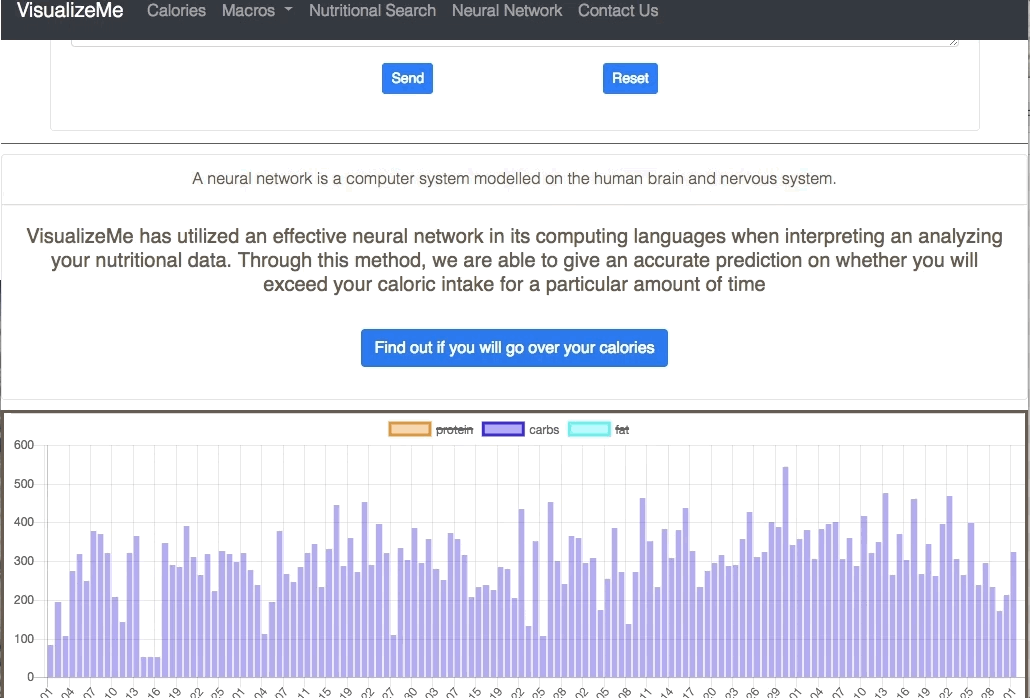 VisualizeMe Calories Macros Nutritional Search Neural Network Contact Us
Send Reset
A neural network is a computer system modelled on the human brain and nervous system.
VisualizeMe has utilized an effective neural network in its computing languages when interpreting an analyzing
your nutritional data. Through this method, we are able to give an accurate prediction on whether you will
exceed your caloric intake for a particular amount of time
Find out if you will go over your calories
protein carbs fat
600
500
400
300
200
100
0
01 04 07 10 13 16 19 22 25 01 04 07 11 15 19 22 27 30 03 07 15 19 22 25 28 02 05 08 11 14 17 20 23 26 29 01 04 07 10 13 16 19 22 25 28 01